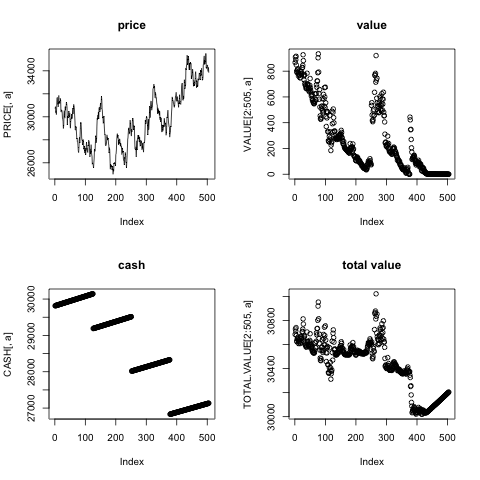 price
PRICE[, a]
26000 30000 34000
0 100 200 300 400 500
Index
value
VALUE[2:505, a]
0 200 400 600 800
0 100 200 300 400 500
Index
cash
CASH[, a]
27000 28000 29000 30000
0 100 200 300 400 500
Index
total value
TOTAL.VALUE[2:505, a]
30000 30400 30800
0 100 200 300 400 500
Index